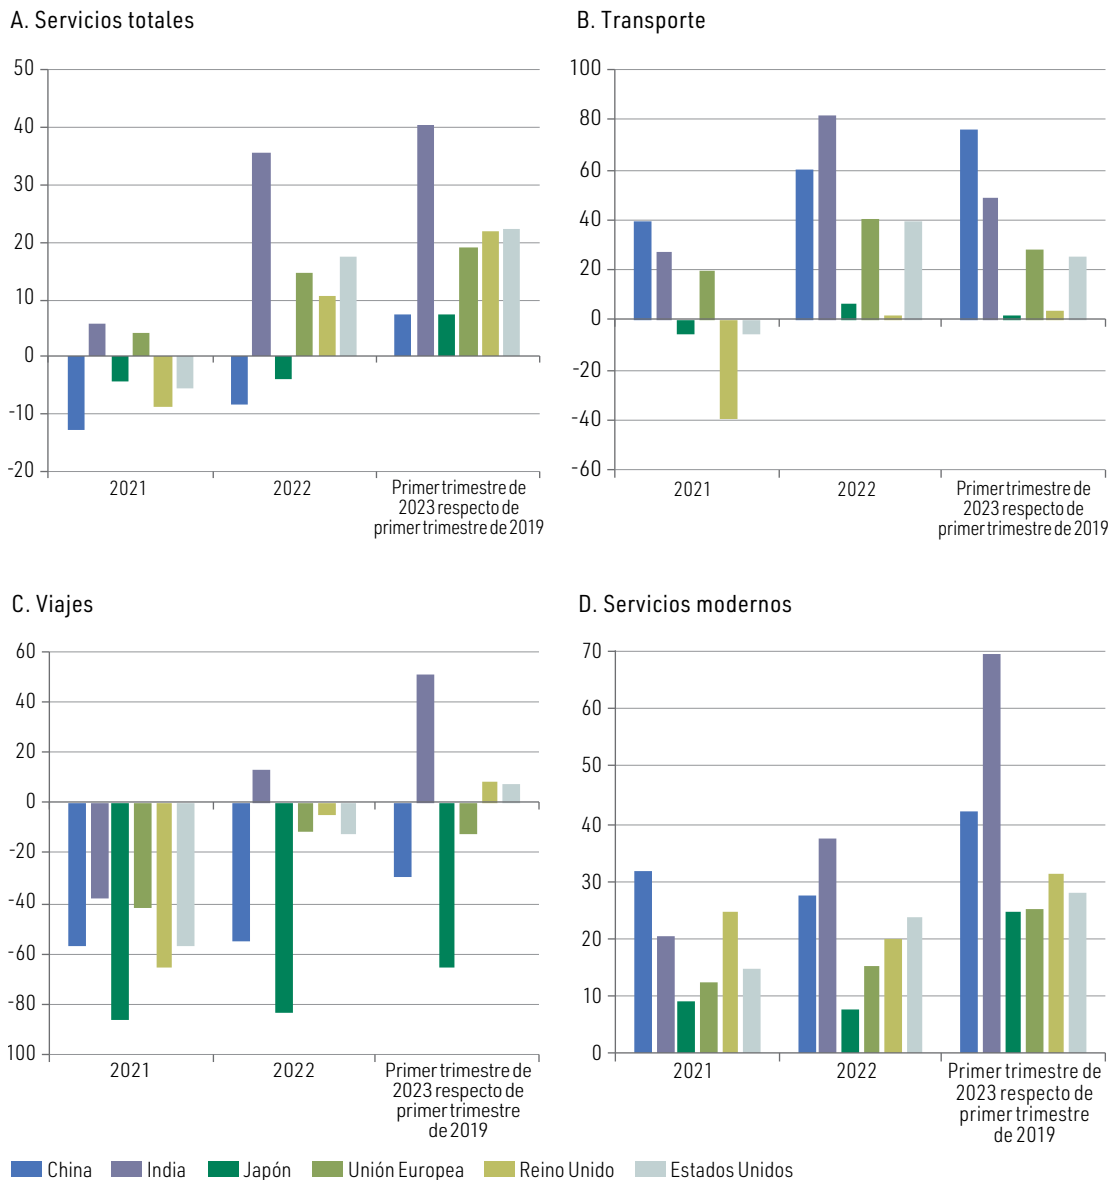 A. Servicios totales
50
40
30
20
10
0
-10
-20
2021
2022
Primer trimestre de
2023 respecto de
primer trimestre de 2019
B. Transporte
100
80
60
40
20
0
-20
-40
-60
2021
2022
Primer trimestre de
2023 respecto de
primer trimestre de 2019
C. Viajes
60
40
20
0
-20
-40
-60
-80
100
2021
2022
Primer trimestre de
2023 respecto de
primer trimestre
de 2019
D. Servicios modernos
70
60
50
40
30
20
10
0
2021
2022
Primer trimestre de
2023 respecto de
primer trimestre
de 2019
China India Japón Unión Europea Reino Unido Estados Unidos